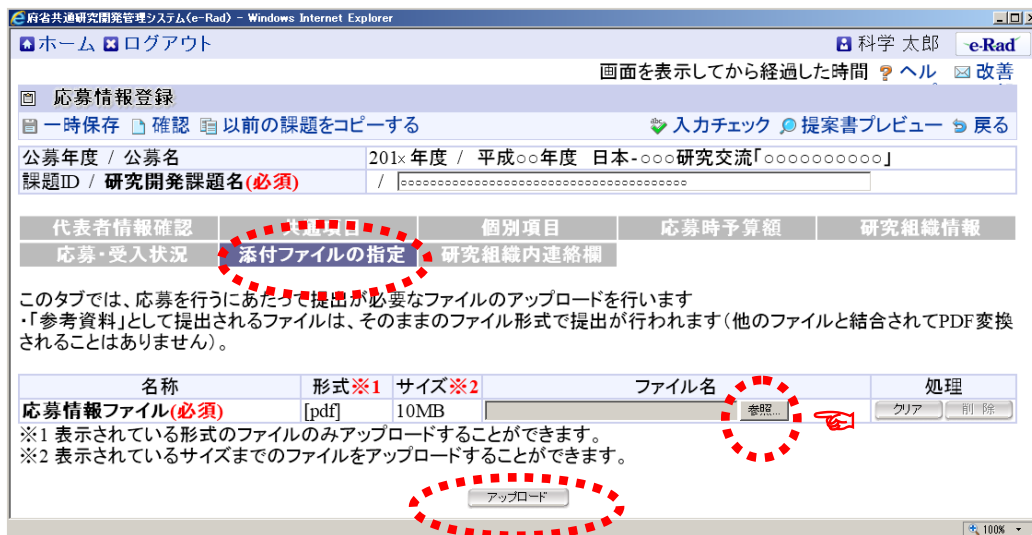 府省共通研究開発管理システム(e-Rad) - Windows Internet Explorer
ホーム ログアウト 科学 太郎 e-Rad
画面を表示してから経過した時間 ヘル 改善
応募情報登録
一時保存 確認 以前の課題をコピーする 入力チェック 提案書プレビュー 戻る
公募年度 / 公募名 201×年度 / 平成○○年度 日本-○○○研究交流「○○○○○○○○○○」
課題ID / 研究開発課題名(必須) / ○○○○○○○○○○○○○○○○○○○○○○○○○○○○○○○○○○○○○○
代表者情報確認 共通項目 個別項目 応募時予算額 研究組織情報
応募・受入状況 添付ファイルの指定 研究組織内連絡欄
このタブでは、応募を行うにあたって提出が必要なファイルのアップロードを行います
・「参考資料」として提出されるファイルは、そのままのファイル形式で提出が行われます(他のファイルと結合されてPDF変換
されることはありません)。
名称 形式※1 サイズ※2 ファイル名 処理
応募情報ファイル(必須) [pdf] 10MB 参照... クリア 削除
※1 表示されている形式のファイルのみアップロードすることができます。
※2 表示されているサイズまでのファイルをアップロードすることができます。
アップロード
100%